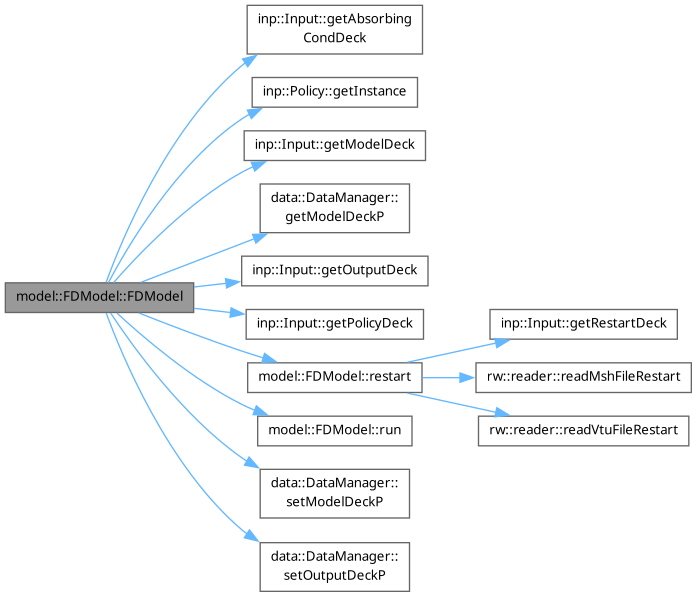 model::FDModel::FDModel
inp::Input::getAbsorbing
CondDeck
inp::Policy::getInstance
inp::Input::getModelDeck
data::DataManager::
getModelDeckP
inp::Input::getOutputDeck
inp::Input::getPolicyDeck
model::FDModel::restart
inp::Input::getRestartDeck
rw::reader::readMshFileRestart
rw::reader::readVtuFileRestart
model::FDModel::run
data::DataManager::
setModelDeckP
data::DataManager::
setOutputDeckP